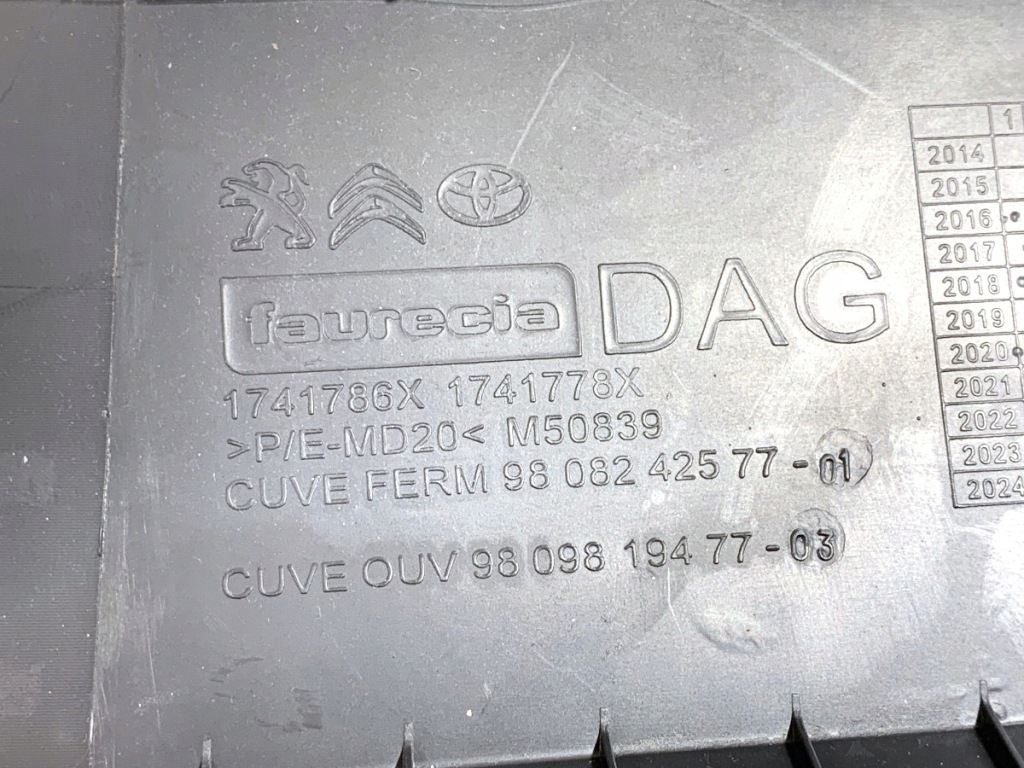 faurecia DAG
1741786X 1741778X
>P/E-MD20< M50839
CUVE FERM 98 082 425 77-01
CUVE OUV 98 098 194 77-03
1
2014
2015
2016
2017
2018
2019
2020
2021
2022
2023
2024